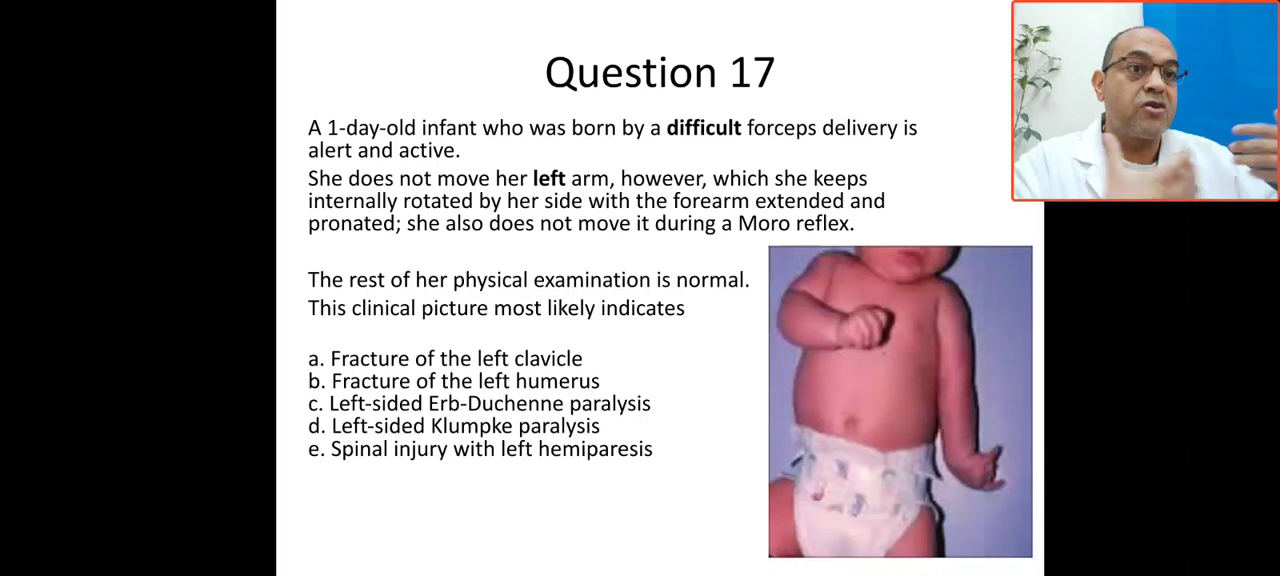 Question 17
A 1-day-old infant who was born by a difficult forceps delivery is
alert and active.
She does not move her left arm, however, which she keeps
internally rotated by her side with the forearm extended and
pronated; she also does not move it during a Moro reflex.
The rest of her physical examination is normal.
This clinical picture most likely indicates
a. Fracture of the left clavicle
b. Fracture of the left humerus
c. Left-sided Erb-Duchenne paralysis
d. Left-sided Klumpke paralysis
e. Spinal injury with left hemiparesis